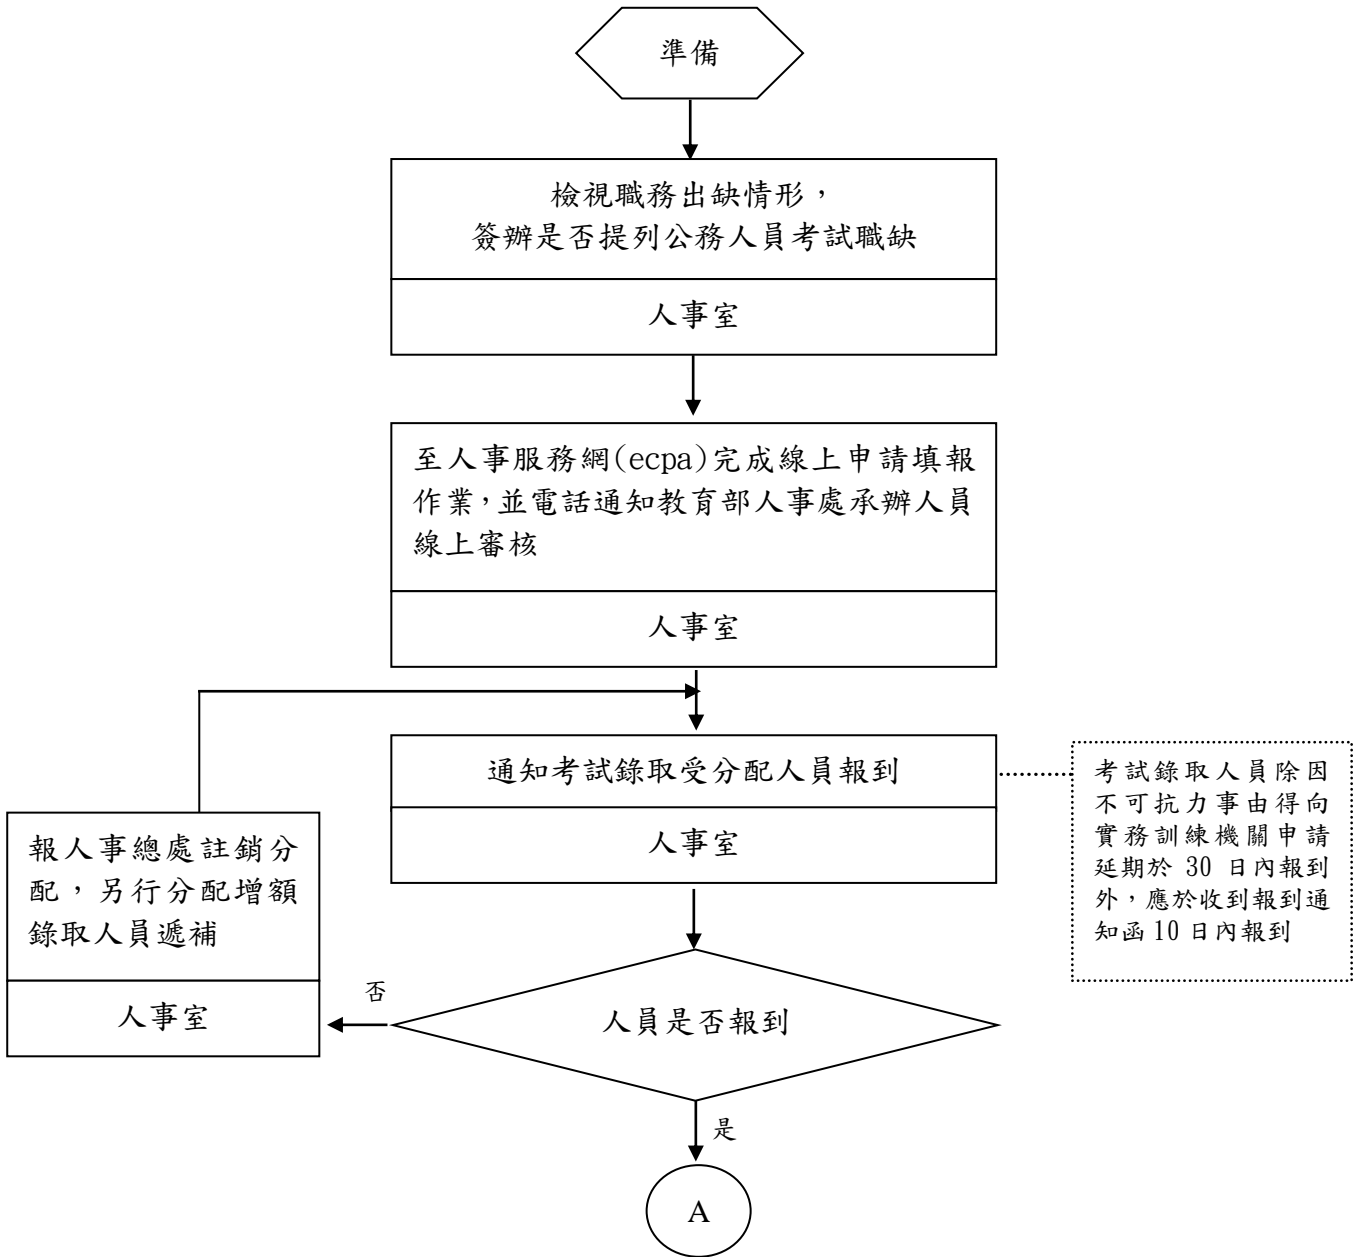 準備
檢視職務出缺情形，
簽辦是否提列公務人員考試職缺
人事室
至人事服務網(ecpa)完成線上申請填報
作業，並電話通知教育部人事處承辦人員
線上審核
人事室
通知考試錄取受分配人員報到
人事室
考試錄取人員除因
不可抗力事由得向
實務訓練機關申請
延期於 30 日內報到
外，應於收到報到通
知函 10 日內報到
報人事總處註銷分
配，另行分配增額
錄取人員遞補
人事室
否
人員是否報到
是
A